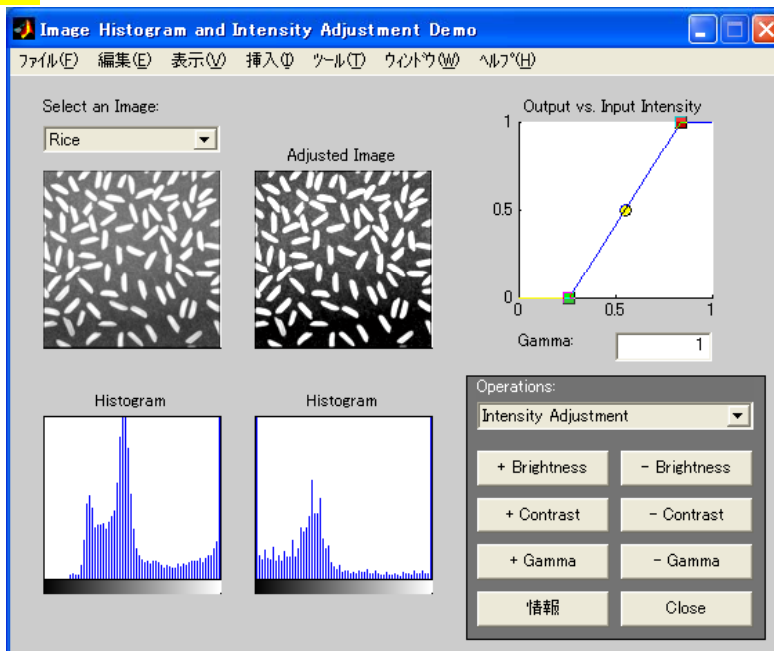 Image Histogram and Intensity Adjustment Demo
ファイル(F) 編集(E) 表示(V) 挿入(I) ツール(T) ウィンドウ(W) ヘルプ(H)
Select an Image:
Rice
Adjusted Image
Output vs. Input Intensity
1
0.5
0
0 0.5 1
Gamma: 1
Histogram
Histogram
Operations:
Intensity Adjustment
+ Brightness - Brightness
+ Contrast - Contrast
+ Gamma - Gamma
情報 Close